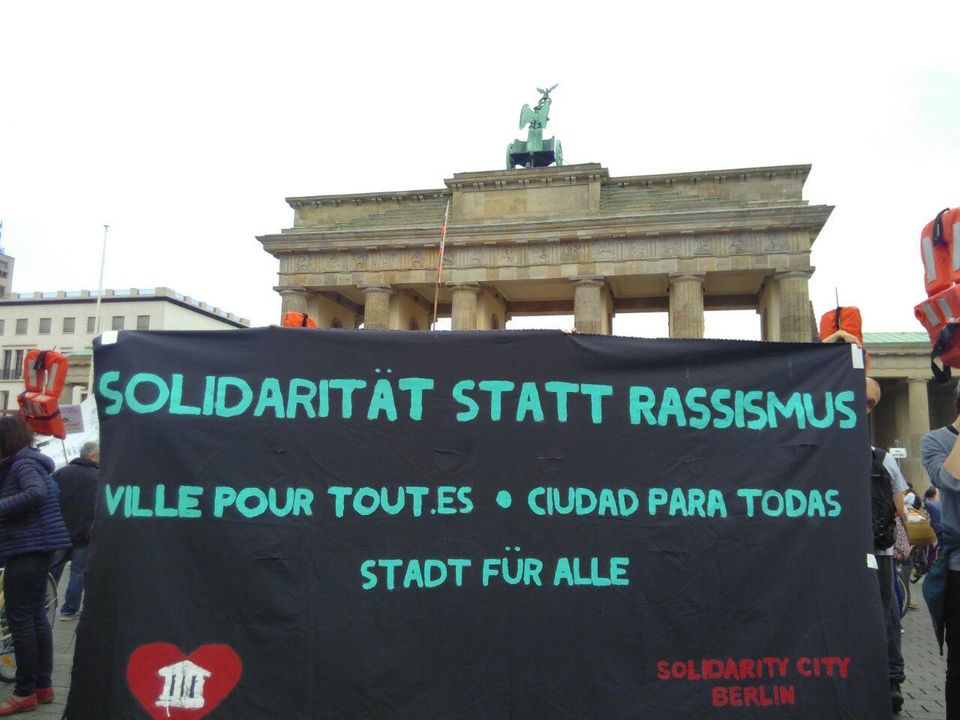 SOLIDARITÄT STATT RASSISMUS
VILLE POUR TOUT.ES • CIUDAD PARA TODAS
STADT FÜR ALLE
SOLIDARITY CITY
BERLIN